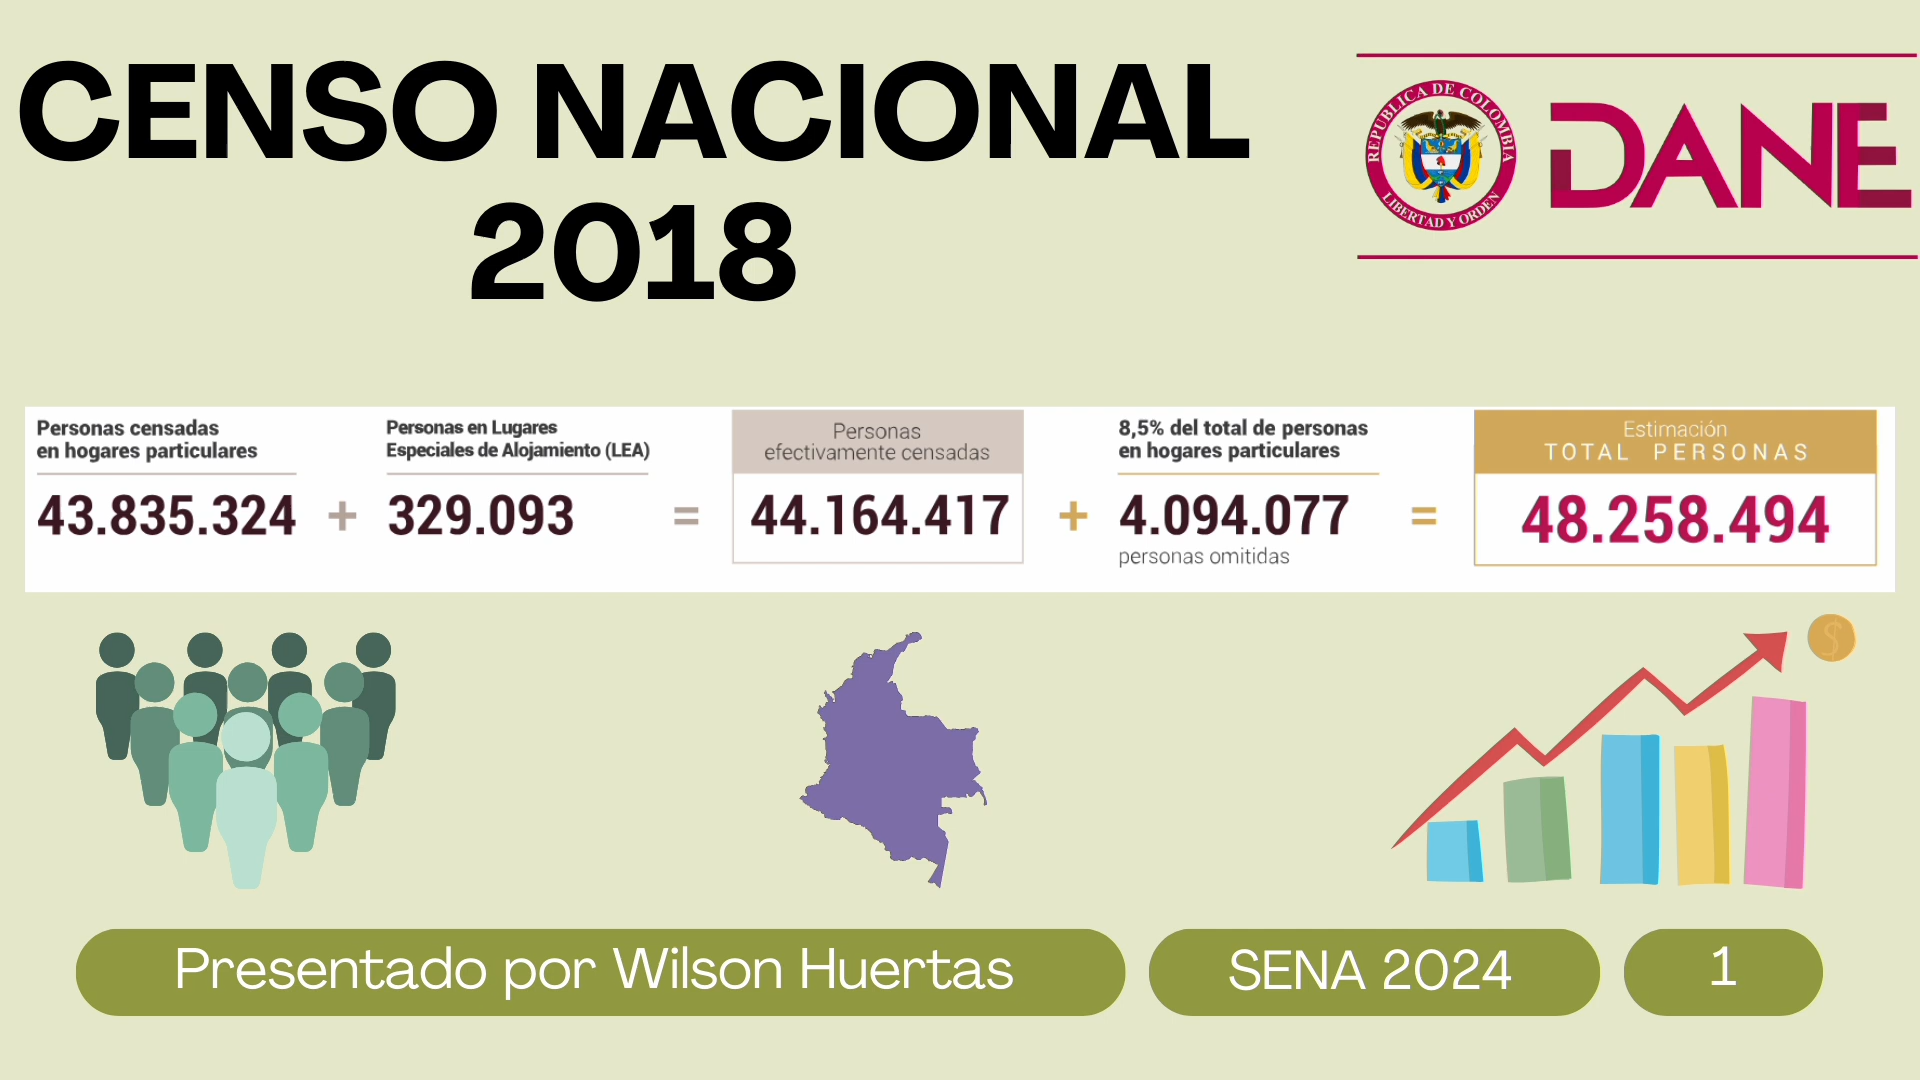 CENSO NACIONAL
2018
REPUBLICA DE COLOMBIA
LIBERTAD Y ORDEN
DANE
Personas censadas
en hogares particulares
43.835.324
+
Personas en Lugares
Especiales de Alojamiento (LEA)
329.093
=
Personas
efectivamente censadas
44.164.417
+
8,5% del total de personas
en hogares particulares
4.094.077
personas omitidas
=
Estimación
TOTAL PERSONAS
48.258.494
$
Presentado por Wilson Huertas
SENA 2024
1